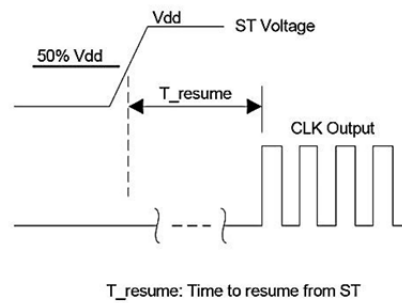 Vdd
ST Voltage
50% Vdd
T_resume
CLK Output
T_resume: Time to resume from ST